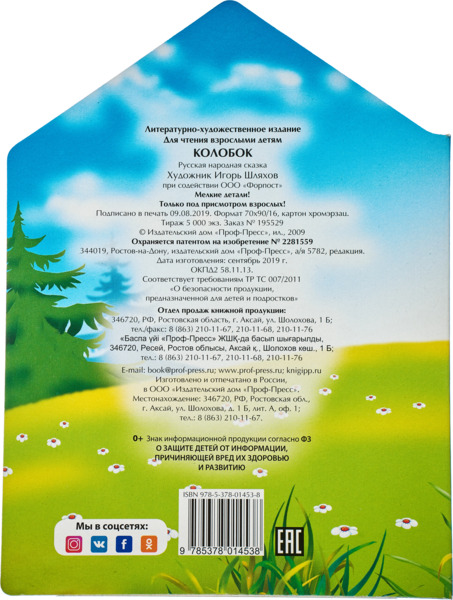 Литературно-художественное издание
Для чтения взрослыми детям
КОЛОБОК
Русская народная сказка
Художник Игорь Шляхов
при содействии ООО «Форпост»
Мелкие детали!
Только под присмотром взрослых!
Подписано в печать 09.08.2019. Формат 70х90/16, картон хромэрзац.
Тираж 5 000 экз. Заказ № 195529
© Издательский дом «Проф-Пресс», ил., 2009
Охраняется патентом на изобретение № 2281559
344019, Ростов-на-Дону, издательский дом «Проф-Пресс», а/я 5782, редакция.
Дата изготовления: сентябрь 2019 г.
ОКПД2 58.11.13.
Соответствует требованиям ТР ТС 007/2011
"О безопасности продукции,
предназначенной для детей и подростков»
Отдел продаж книжной продукции:
346720, РФ, Ростовская область, г. Аксай, ул. Шолохова, 1 Б;
тел./факс: 8 (863) 210-11-67, 210-11-68, 210-11-76
«Баспа үйі «Проф-Пресс» ЖШҚ-да басып шығарылды,
346720, Ресей, Ростов облысы, Аксай қ., Шолохов көш., 1 Б;
тел.: 8 (863) 210-11-67, 210-11-68, 210-11-76
E-mail: book@prof-press.ru; www.prof-press.ru; knigipp.ru
Изготовлено и отпечатано в России,
в ООО «Издательский дом «Проф-Пресс».
Местонахождение: 346720, РФ, Ростовская обл.,
г. Аксай, ул. Шолохова, д. 1 Б, лит. А, оф. 1;
тел: 8 (863) 210-11-67.
0+ Знак информационной продукции согласно ФЗ
О ЗАЩИТЕ ДЕТЕЙ ОТ ИНФОРМАЦИИ,
ПРИЧИНЯЮЩЕЙ ВРЕД ИХ ЗДОРОВЬЮ
И РАЗВИТИЮ
ISBN 978-5-378-01453-8
9 785378 014538
EAC
Мы в соцсетях: